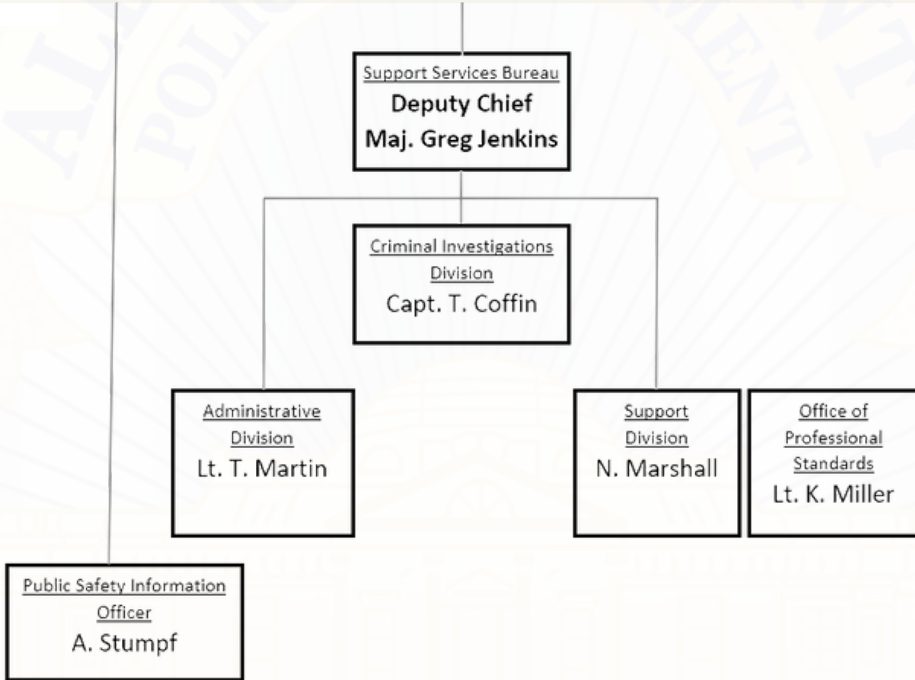 Support Services Bureau
Deputy Chief
Maj. Greg Jenkins
Criminal Investigations
Division
Capt. T. Coffin
Administrative
Division
Lt. T. Martin
Support
Division
N. Marshall
Office of
Professional
Standards
Lt. K. Miller
Public Safety Information
Officer
A. Stumpf